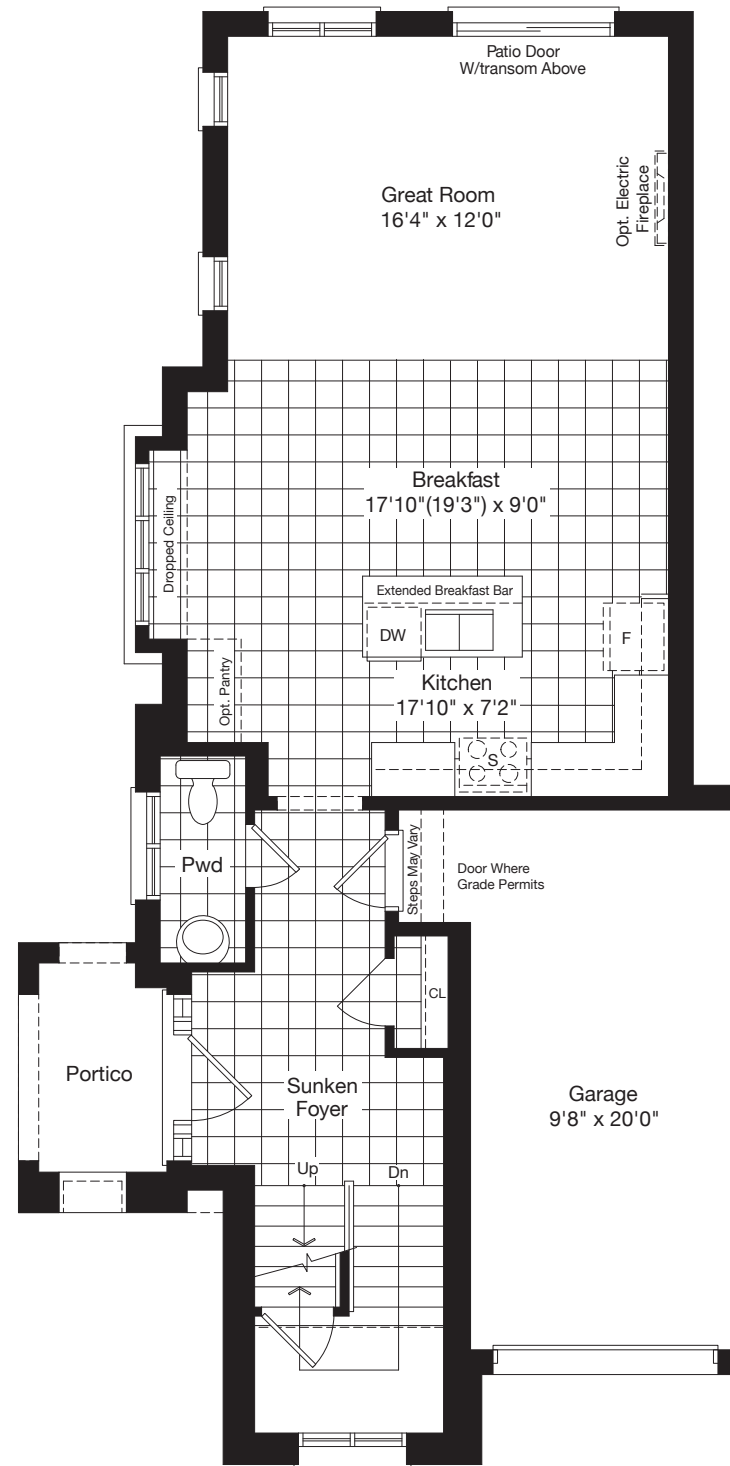 Patio Door
W/transom Above
Great Room
16'4" x 12'0"
Opt. Electric
Fireplace
Breakfast
17'10"(19'3") x 9'0"
Dropped Ceiling
Extended Breakfast Bar
DW
F
Opt. Pantry
Kitchen
17'10" x 7'2"
S
Pwd
Steps May Vary
Door Where
Grade Permits
CL
Portico
Sunken
Foyer
Garage
9'8" x 20'0"
Up
Dn